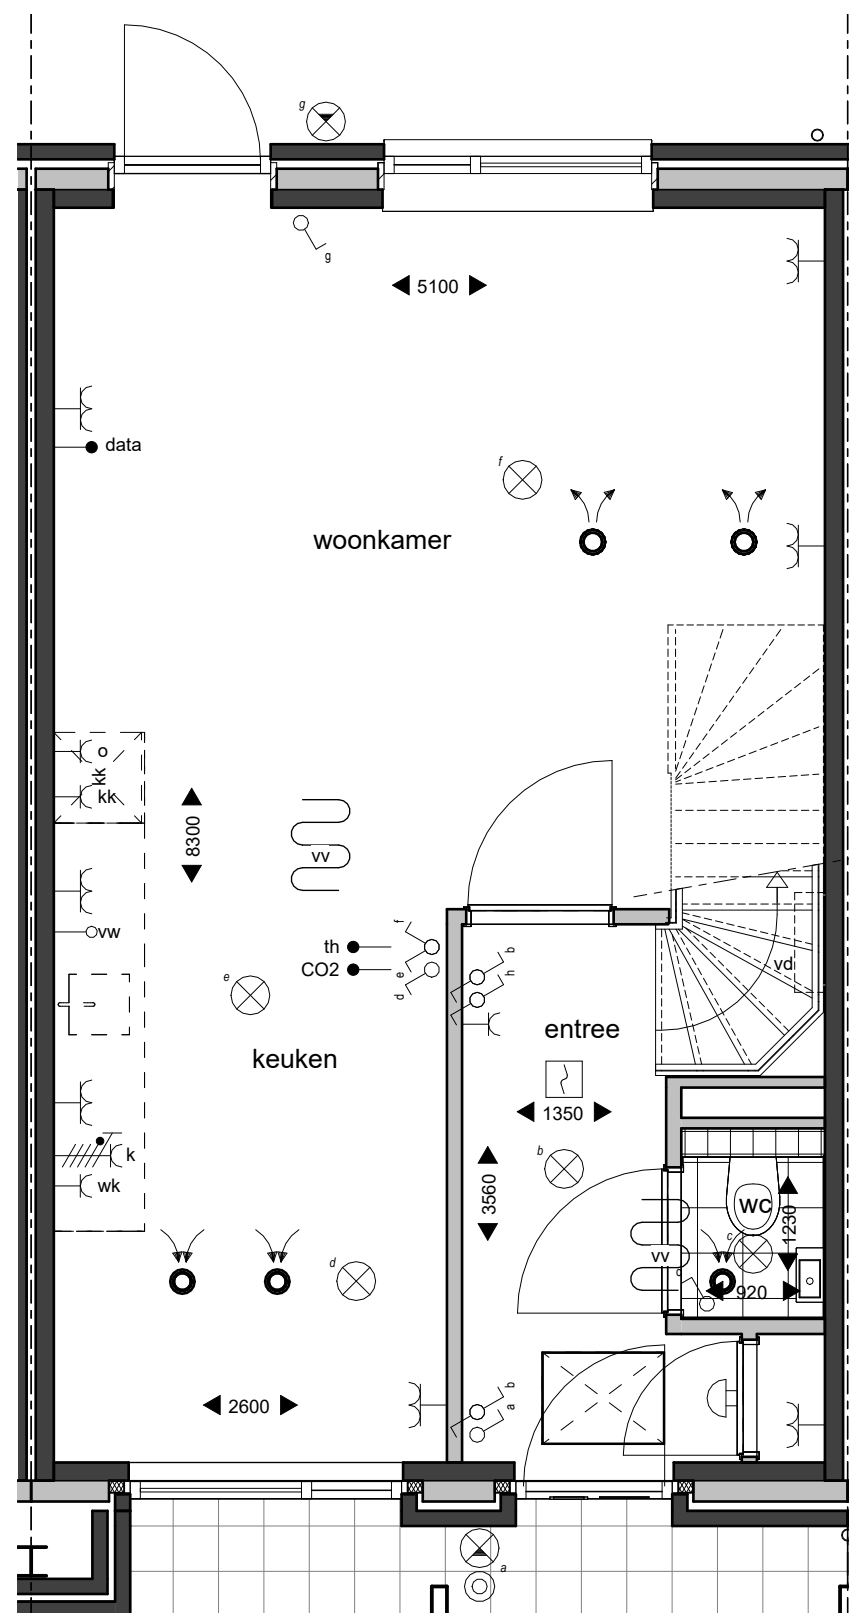 g
g
5100
data
f
woonkamer
o
kk
kk
8300
vv
vw
th
CO2
f
e
d
b
h
e
vd
entree
keuken
1350
k
wk
b
3560
WC
1230
c
vv
c
920
d
2600
b
a
a